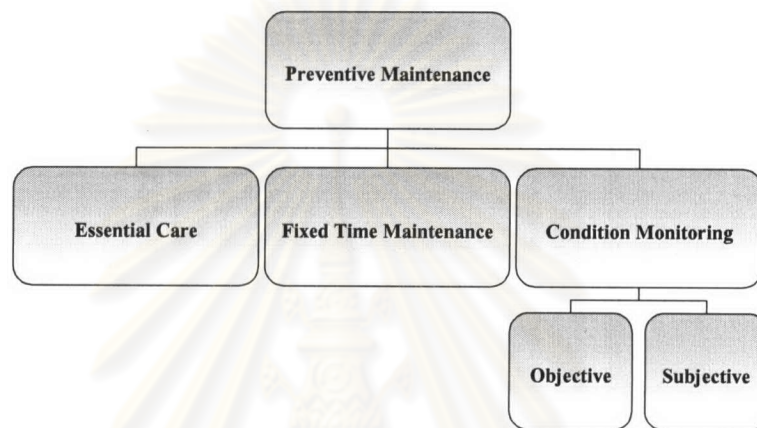 Preventive Maintenance
Essential Care
Fixed Time Maintenance
Condition Monitoring
Objective
Subjective